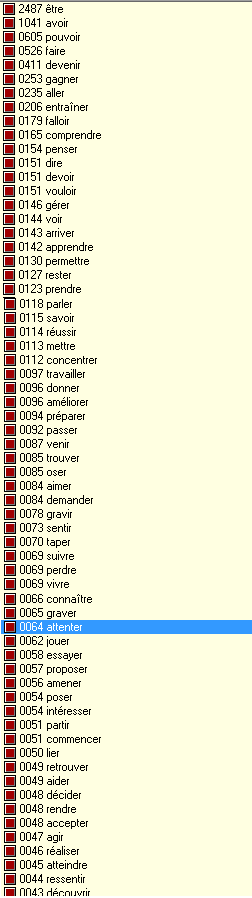 2487 être
1041 avoir
0605 pouvoir
0526 faire
0411 devenir
0253 gagner
0235 aller
0206 entraîner
0179 falloir
0165 comprendre
0154 penser
0151 dire
0151 devoir
0151 vouloir
0146 gérer
0144 voir
0143 arriver
0142 apprendre
0130 permettre
0127 rester
0123 prendre
0118 parler
0115 savoir
0114 réussir
0113 mettre
0112 concentrer
0097 travailler
0096 donner
0096 améliorer
0094 préparer
0092 passer
0087 venir
0085 trouver
0085 oser
0084 aimer
0084 demander
0078 gravir
0073 sentir
0070 taper
0069 suivre
0069 perdre
0069 vivre
0066 connaître
0065 graver
0064 attenter
0062 jouer
0058 essayer
0057 proposer
0056 amener
0054 poser
0054 intéresser
0051 partir
0051 commencer
0050 lier
0049 retrouver
0049 aider
0048 décider
0048 rendre
0048 accepter
0047 agir
0046 réaliser
0045 atteindre
0044 ressentir
0043 découvrir